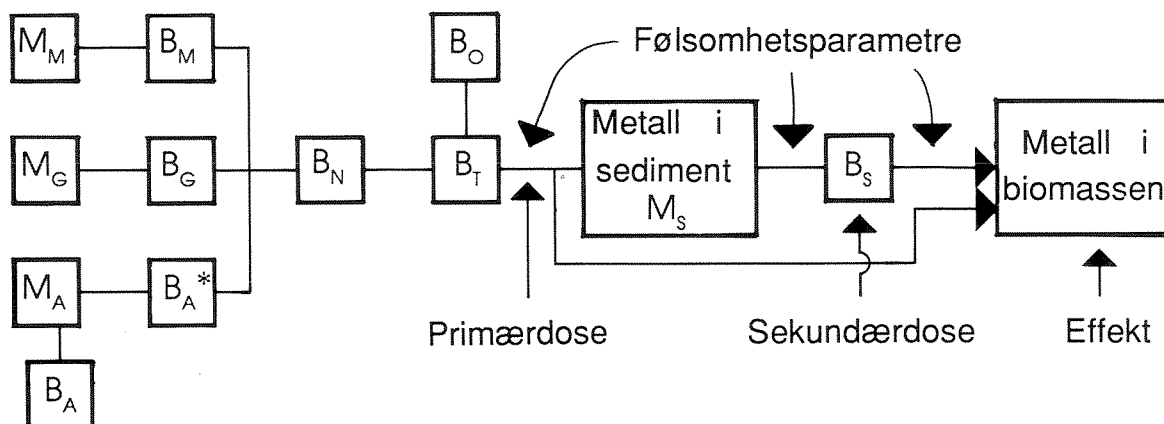 M_M
B_M
B_O
Følsomhetsparametre
M_G
B_G
B_N
B_T
Metall i
sediment
M_S
B_S
Metall i
biomassen
M_A
B_A*
B_A
Primærdose
Sekundærdose
Effekt